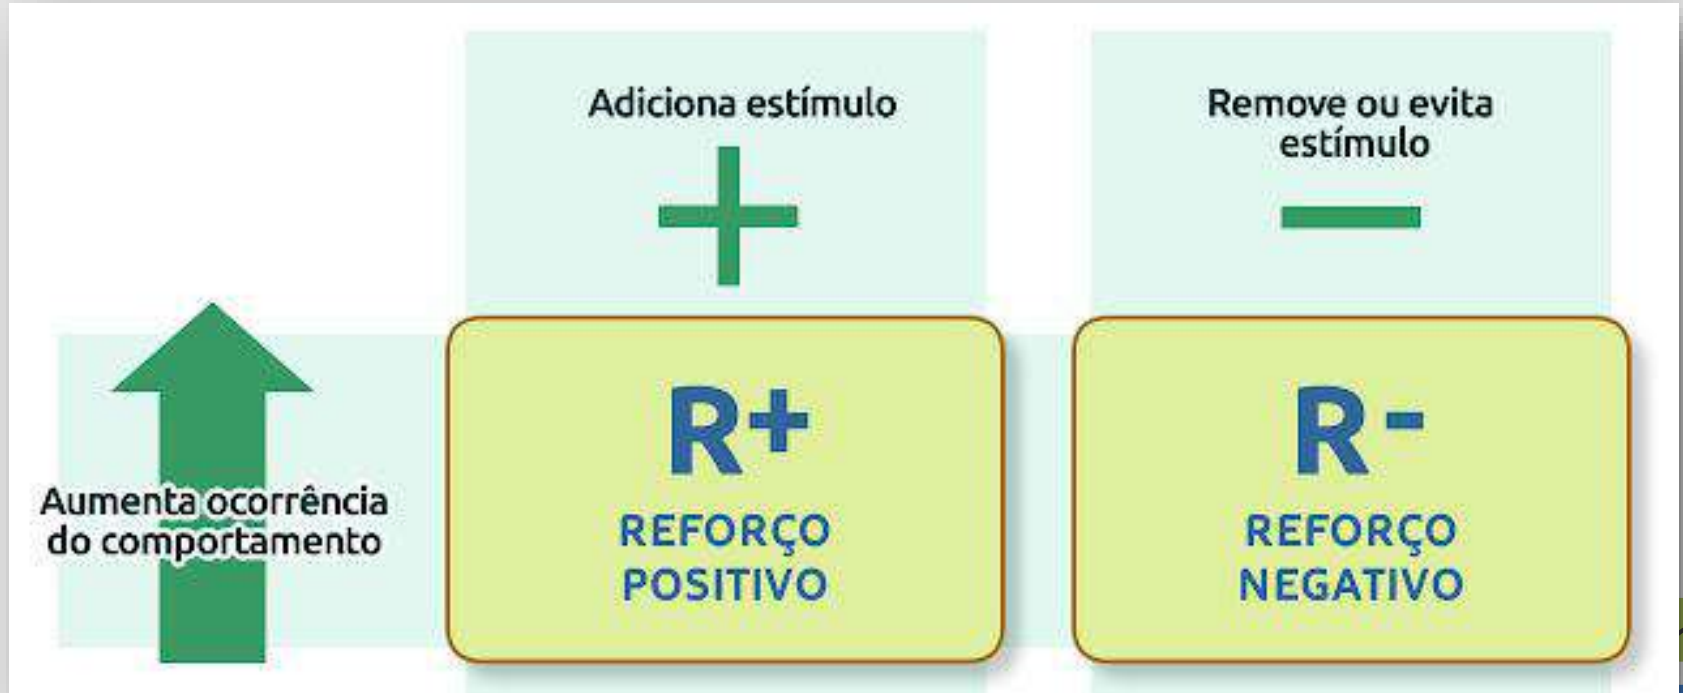 Adiciona estímulo
Remove ou evita
estímulo
Aumenta ocorrência
do comportamento
R+
REFORÇO
POSITIVO
R-
REFORÇO
NEGATIVO